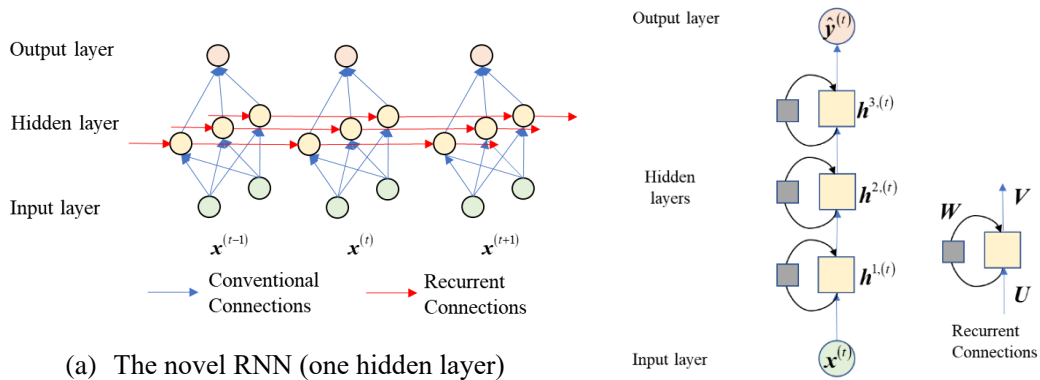 Output layer
Hidden layer
Input layer
x^(t−1)
x^(t)
x^(t+1)
Conventional
Connections
Recurrent
Connections
(a) The novel RNN (one hidden layer)
Output layer
ŷ^(t)
h^3,(t)
Hidden
layers
h^2,(t)
h^1,(t)
Input layer
x^(t)
W
V
U
Recurrent
Connections